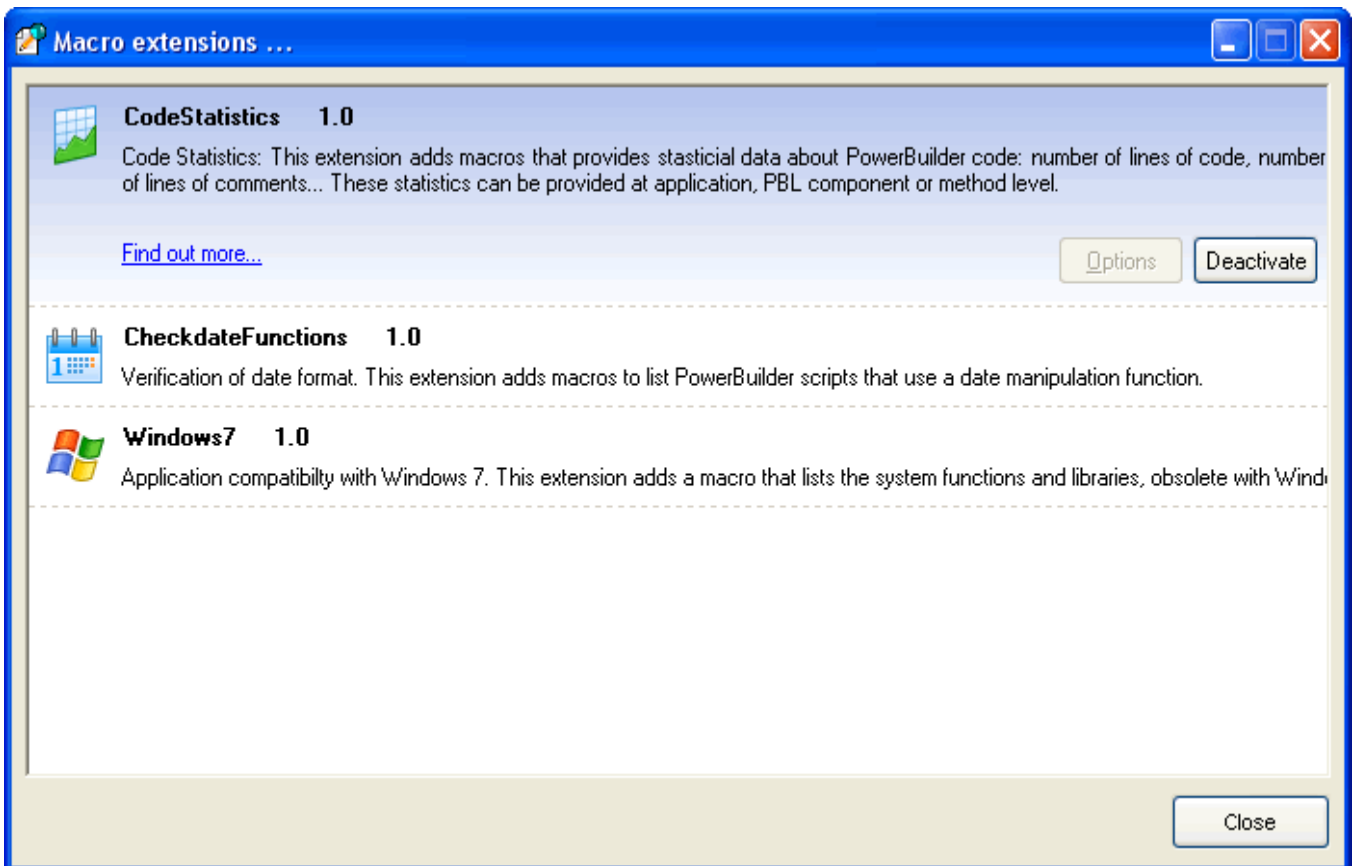 Macro extensions ...
CodeStatistics 1.0
Code Statistics: This extension adds macros that provides stasticial data about PowerBuilder code: number of lines of code, number
of lines of comments... These statistics can be provided at application, PBL component or method level.
Find out more...
Options
Deactivate
CheckdateFunctions 1.0
1
Verification of date format. This extension adds macros to list PowerBuilder scripts that use a date manipulation function.
Windows7 1.0
Application compatibilty with Windows 7. This extension adds a macro that lists the system functions and libraries, obsolete with
Close